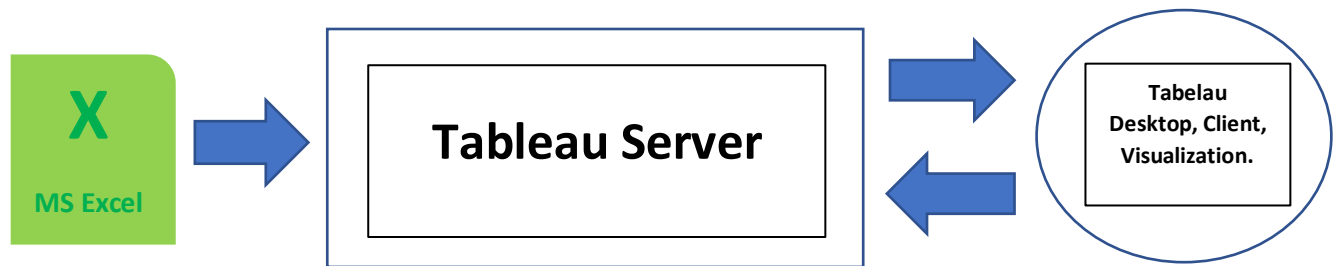 X
MS Excel
Tableau Server
Tabelau
Desktop, Client,
Visualization.